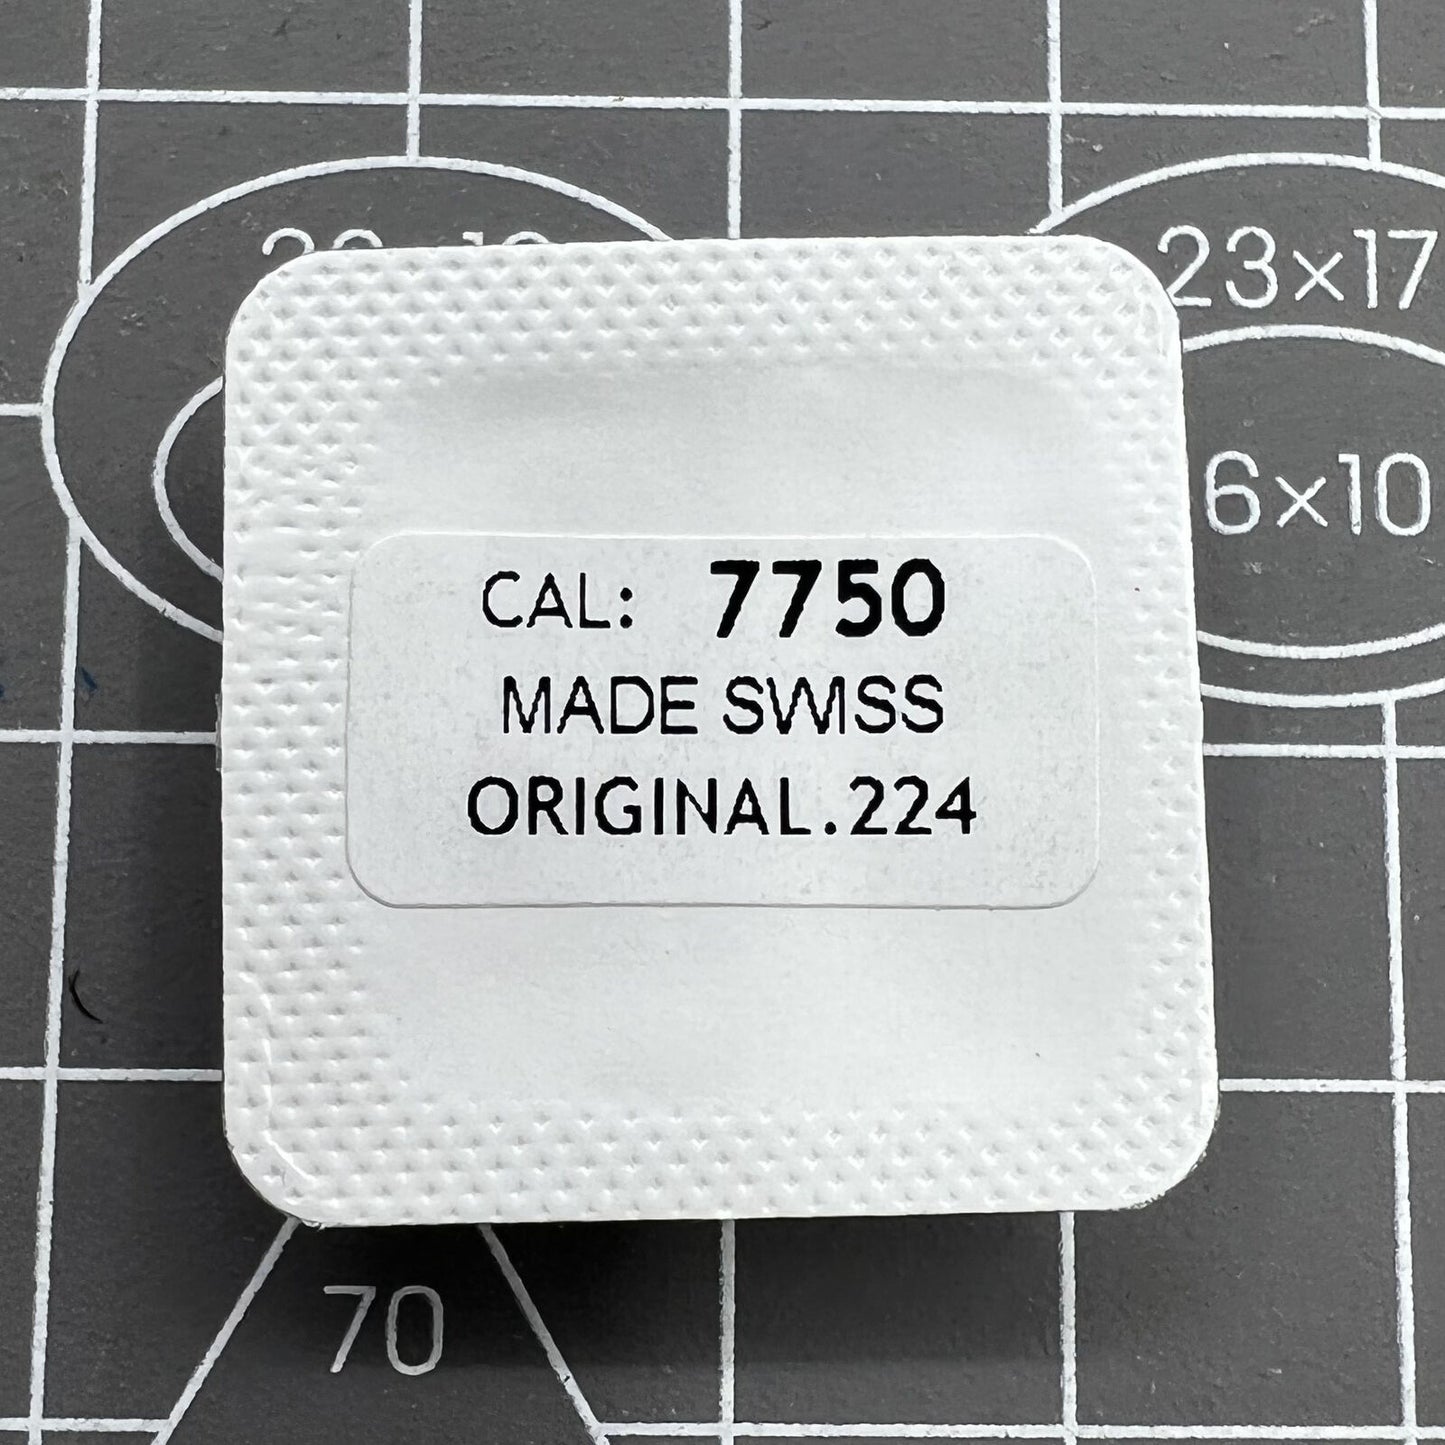 23×17
6×10
CAL: 7750
MADE SWISS
ORIGINAL.224
70